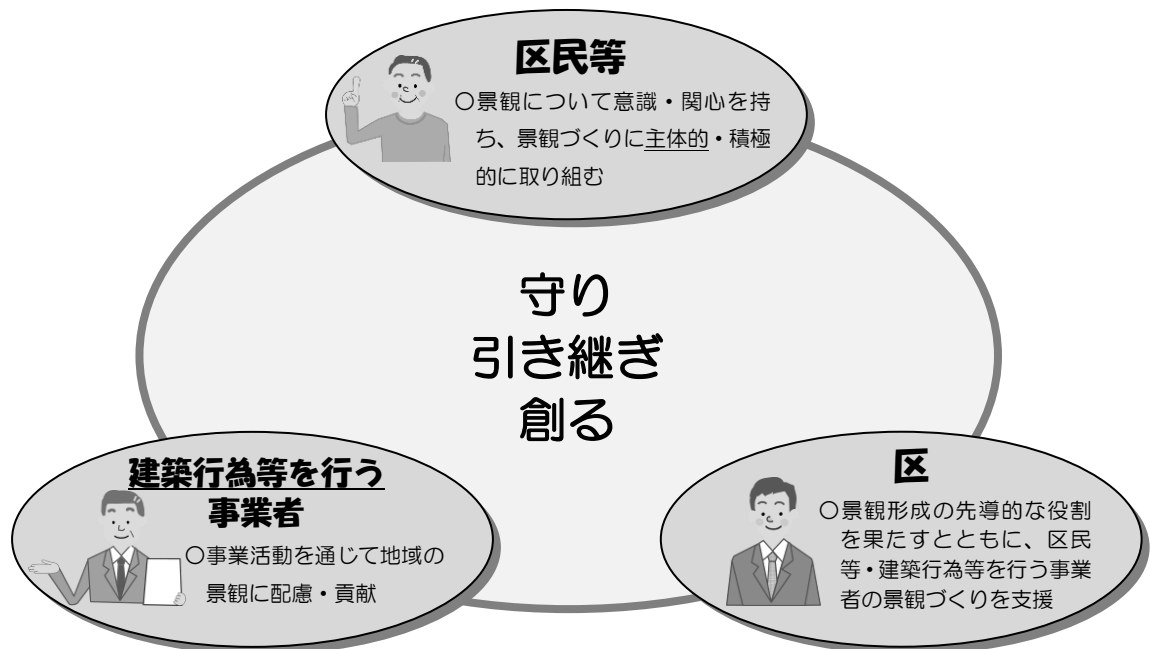 区民等
○景観について意識・関心を持
ち、景観づくりに主体的・積極
的に取り組む
守り
引き継ぎ
創る
建築行為等を行う
事業者
○事業活動を通じて地域の
景観に配慮・貢献
区
○景観形成の先導的な役割
を果たすとともに、区民
等・建築行為等を行う事業
者の景観づくりを支援